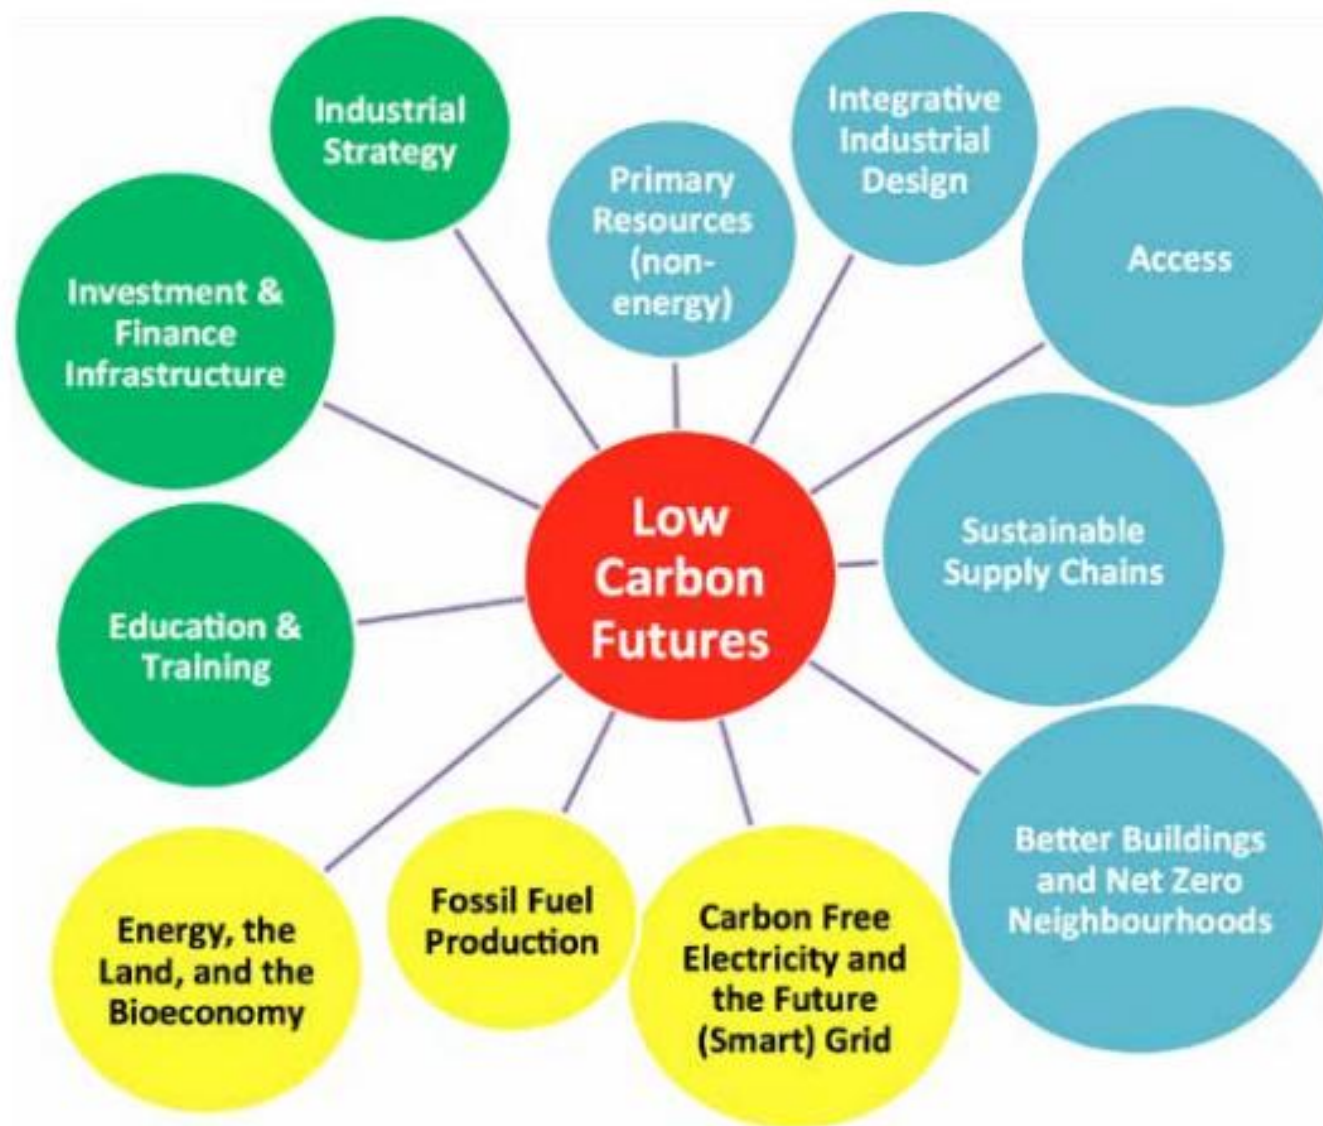 Industrial
Strategy
Integrative
Industrial
Design
Primary
Resources
(non-
energy)
Access
Investment &
Finance
Infrastructure
Low
Carbon
Futures
Sustainable
Supply Chains
Education &
Training
Better Buildings
and Net Zero
Neighbourhoods
Energy, the
Land, and the
Bioeconomy
Fossil Fuel
Production
Carbon Free
Electricity and
the Future
(Smart) Grid